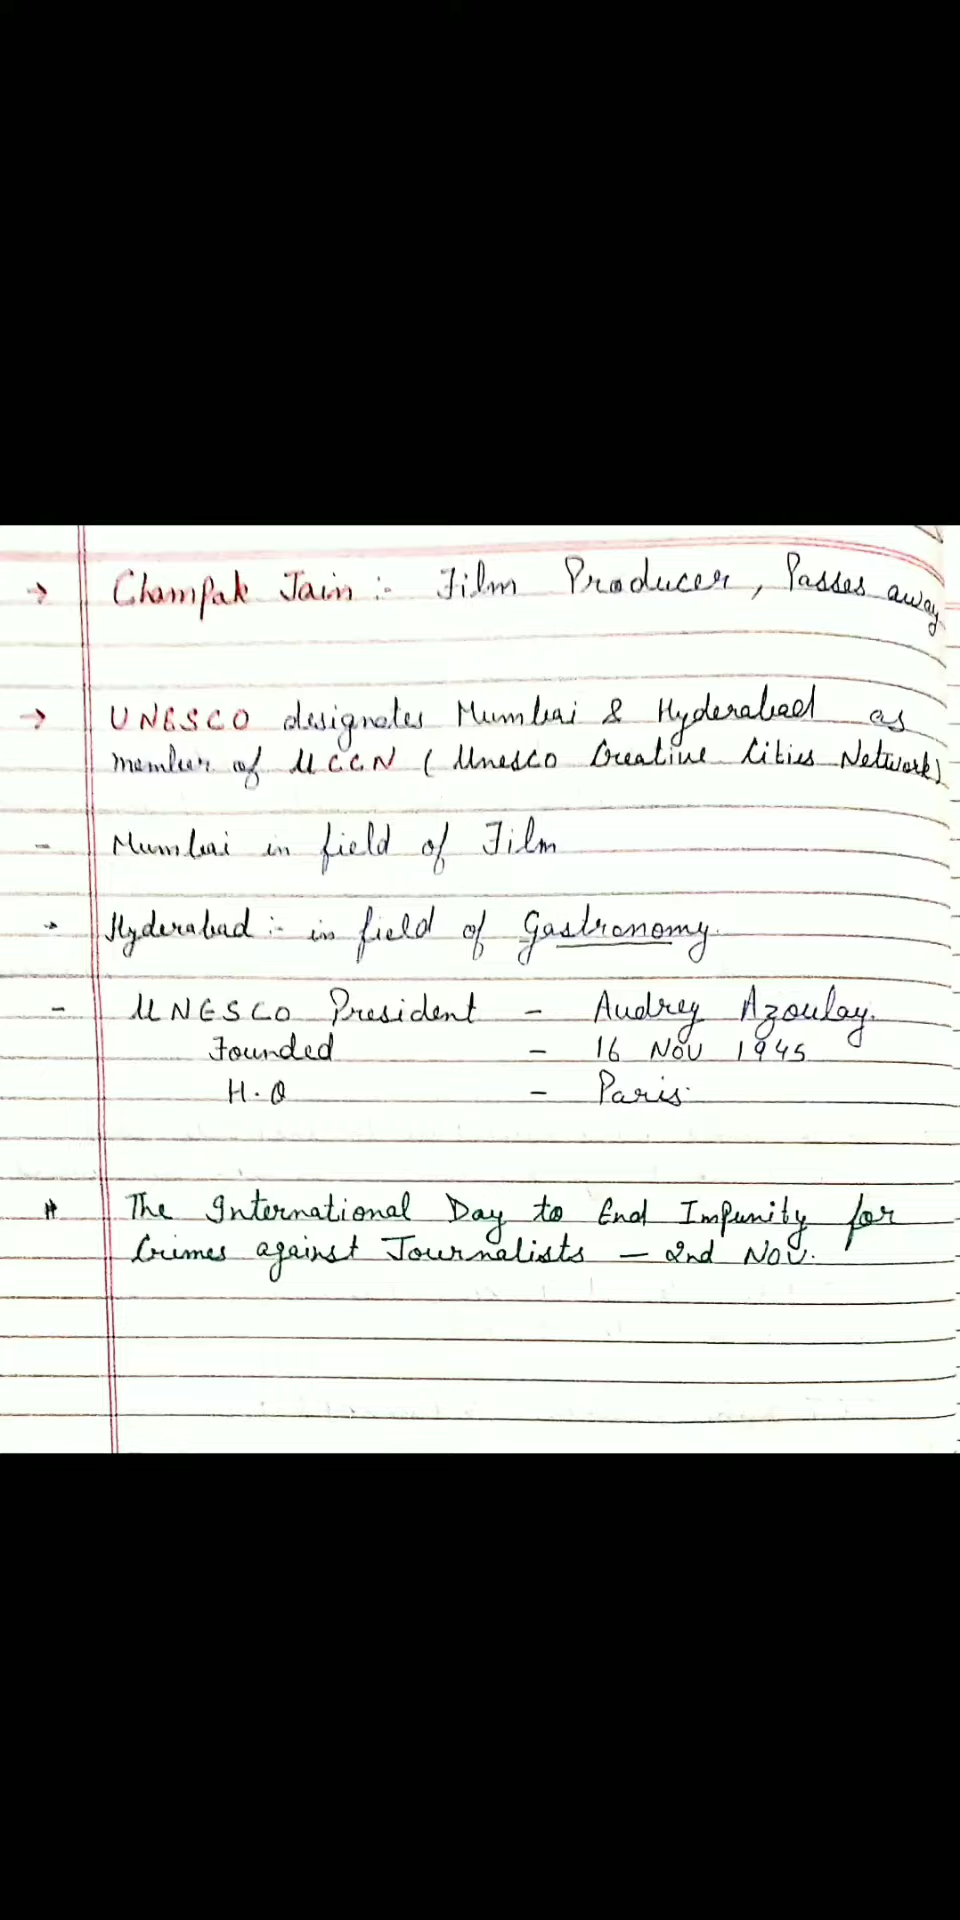 → Champak Jain :- Film Producer, Passes away
→ UNESCO designates Mumbai & Hyderabad as
member of UCCN ( Unesco Creative Cities Network)
- Mumbai in field of Film
→ Hyderabad :- in field of Gastronomy.
- UNESCO President - Audrey Azoulay.
Founded - 16 Nov 1945
H.Q - Paris.
The International Day to End Impunity for
Crimes against Journalists - 2nd Nov.